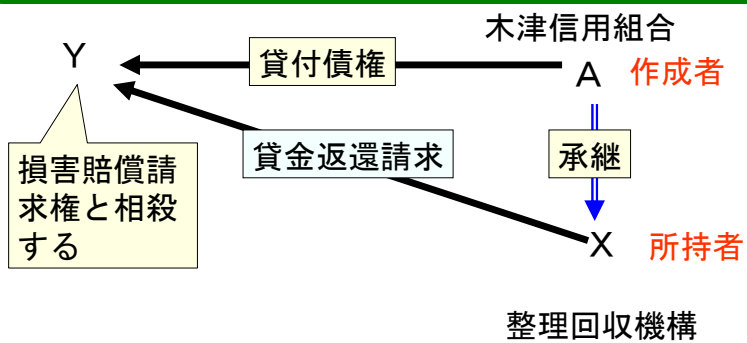 木津信用組合
Y
貸付債権
A
作成者
損害賠償請
求権と相殺
する
貸金返還請求
承継
X
所持者
整理回収機構